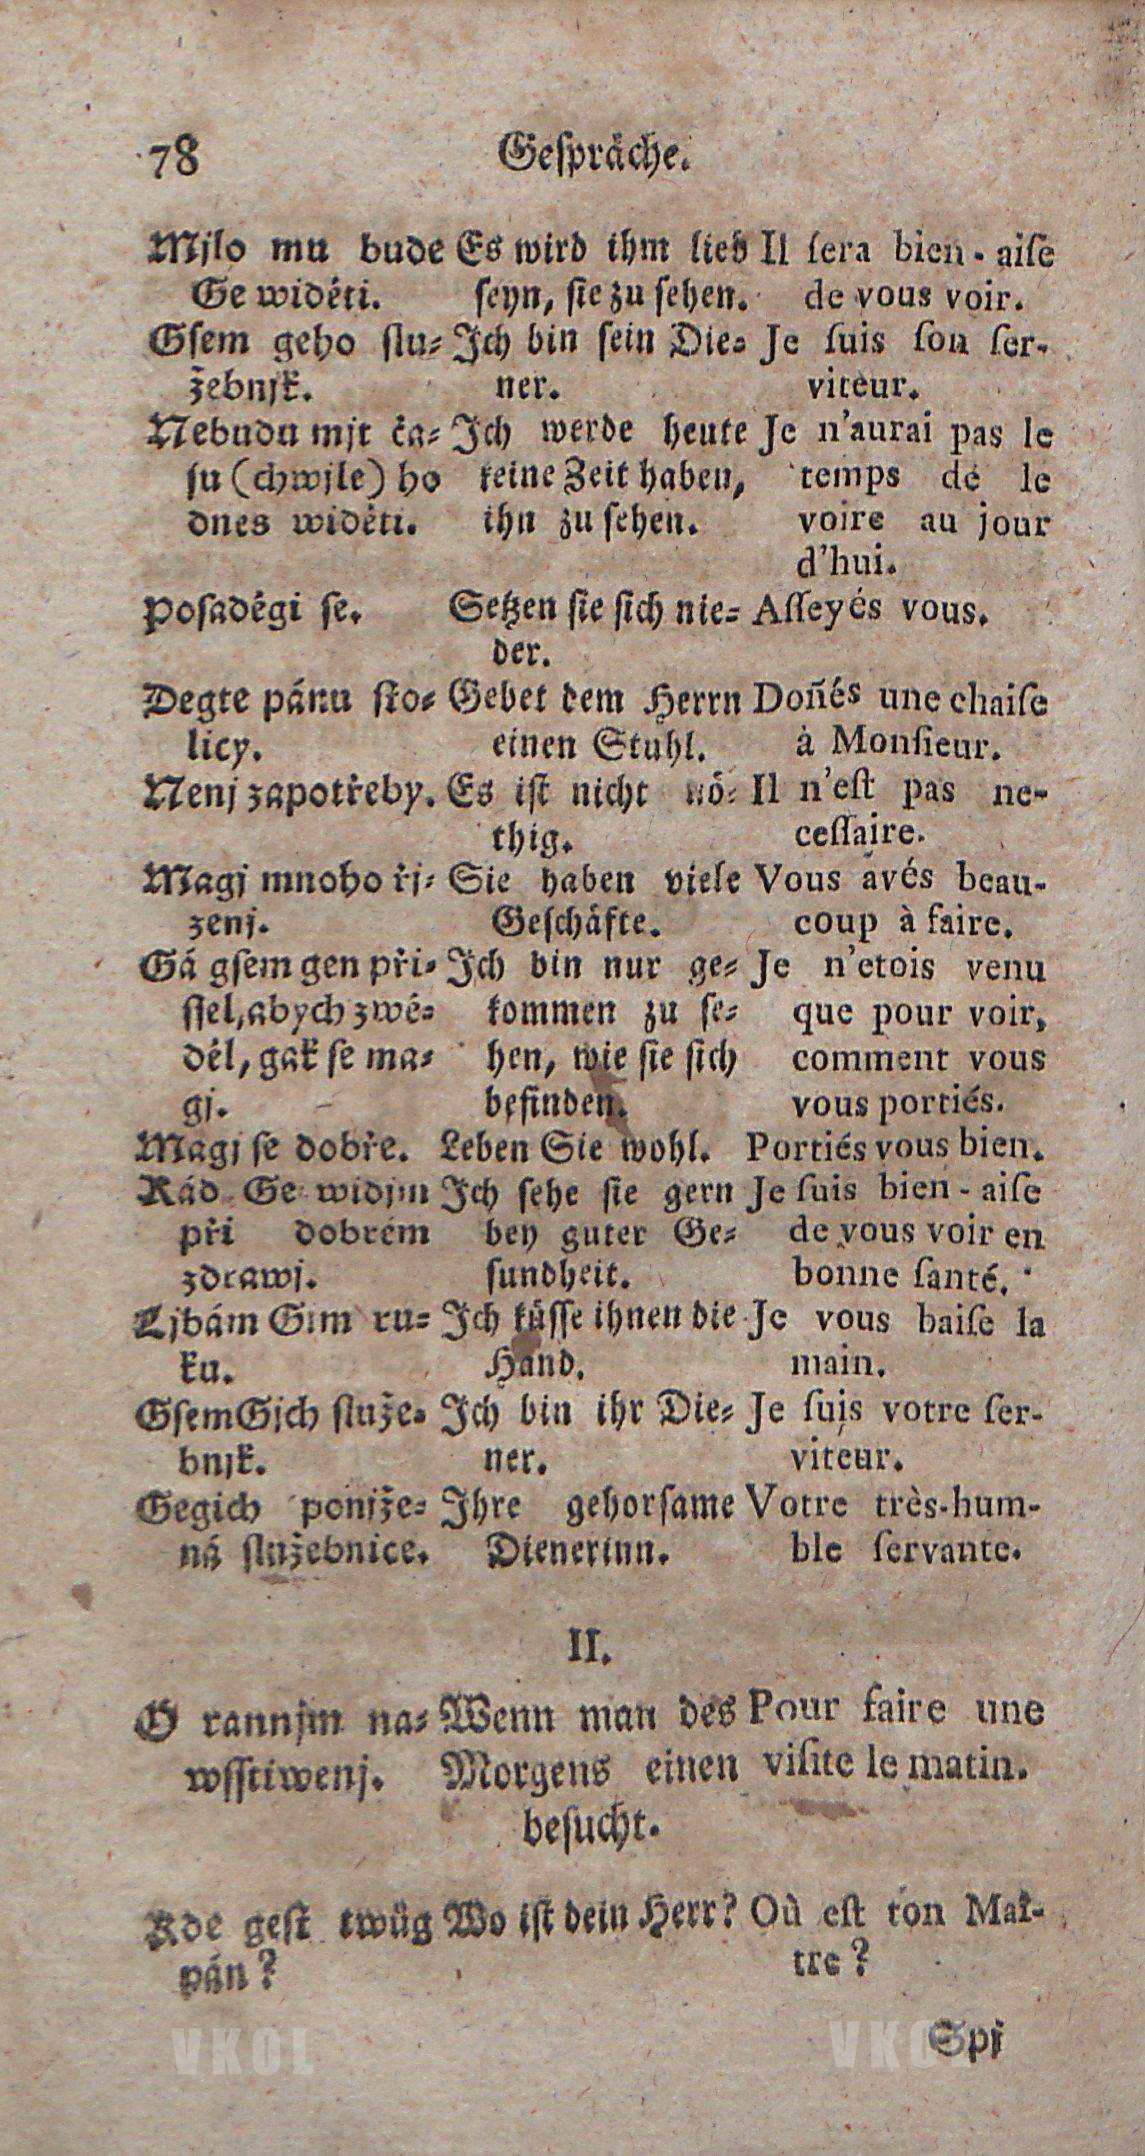 78 Geſpräche.
Mjlo mu bude Es wird ihm lieb Il ſera bien - aiſe
Ge widěti. ſeyn, ſie zu ſehen. de vous voir.
Gſem geho ſlu- Ich bin ſein Die- Je ſuis ſon ſer-
žebnjk. ner. viteur.
Nebudu mjt ča- Ich werde heute Je n'aurai pas le
ſu (chwjle) ho keine Zeit haben, temps de le
dnes widěti. ihn zu ſehen. voire au jour
d'hui.
Poſaděgi ſe. Setzen ſie ſich nie- Aſſeyés vous.
der.
Degte pánu ſto- Gebet dem Herrn Doñés une chaiſe
licy. einen Stuhl. à Monſieur.
Nenj zapotřeby. Es iſt nicht nö- Il n'eſt pas ne-
thig. ceſſaire.
Magj mnoho řj- Sie haben viele Vous avés beau-
zenj. Geſchäfte. coup à faire.
Gá gſem gen při- Ich bin nur ge- Je n'etois venu
ſſel, abych zwě- kommen zu ſe- que pour voir,
děl, gak ſe ma- hen, wie ſie ſich comment vous
gj. befinden. vous portiés.
Magj ſe dobře. Leben Sie wohl. Portiés vous bien.
Rád Ge widjm Ich ſehe ſie gern Je ſuis bien - aiſe
při dobrém bey guter Ge- de vous voir en
zdrawj. ſundheit. bonne ſanté.
Ljbám Gim ru- Ich küſſe ihnen die Je vous baiſe la
ku. Hand. main.
Gſem Gjch ſluže- Ich bin ihr Die- Je ſuis votre ſer-
bnjk. ner. viteur.
Gegich ponjže- Ihre gehorſame Votre très-hum-
ná ſlužebnice. Dienerinn. ble ſervante.
II.
O rannjm na- Wenn man des Pour faire une
wſſtiwenj. Morgens einen viſite le matin.
beſucht.
Kde geſt twůg Wo iſt dein Herr? Où eſt ton Maî-
pán? tre?
Spj
VKOL VKOL